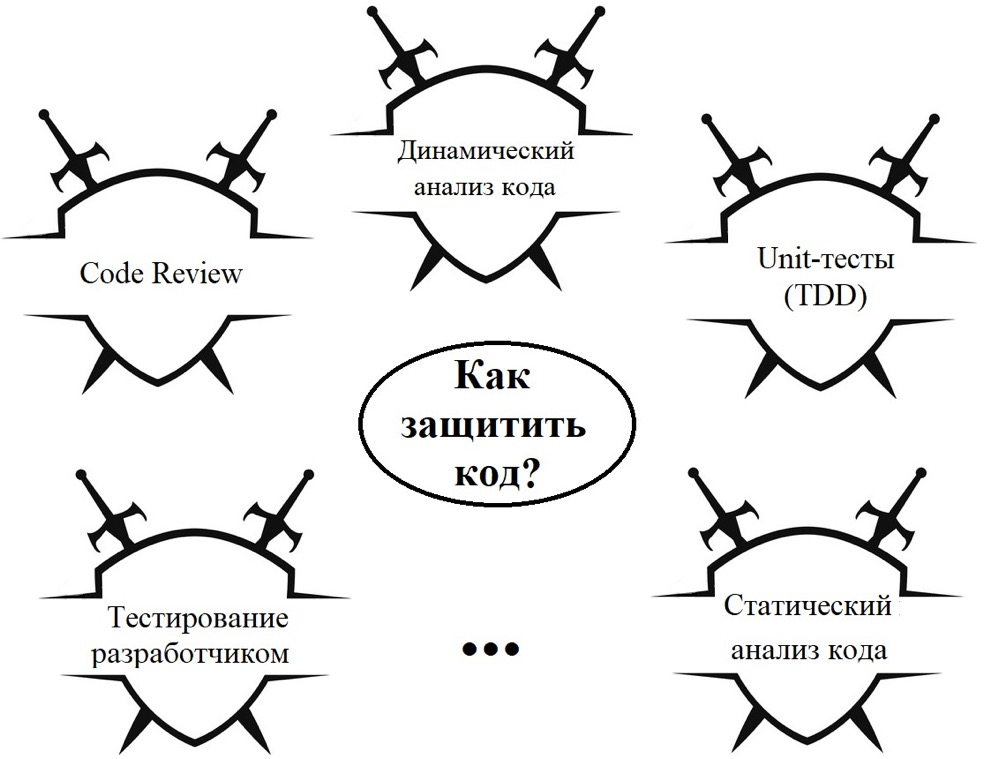 Динамический
анализ кода
Code Review
Unit-тесты
(TDD)
Как
защитить
код?
Тестирование
разработчиком
•••
Статический
анализ кода